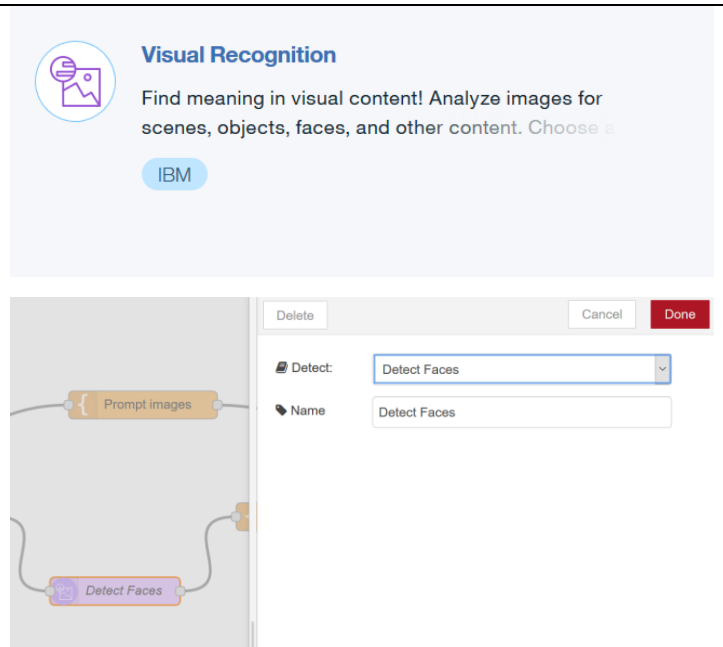 Visual Recognition
Find meaning in visual content! Analyze images for
scenes, objects, faces, and other content. Choose a
IBM
Delete
Cancel
Done
Detect:
Detect Faces
Name
Detect Faces
Prompt images
Detect Faces